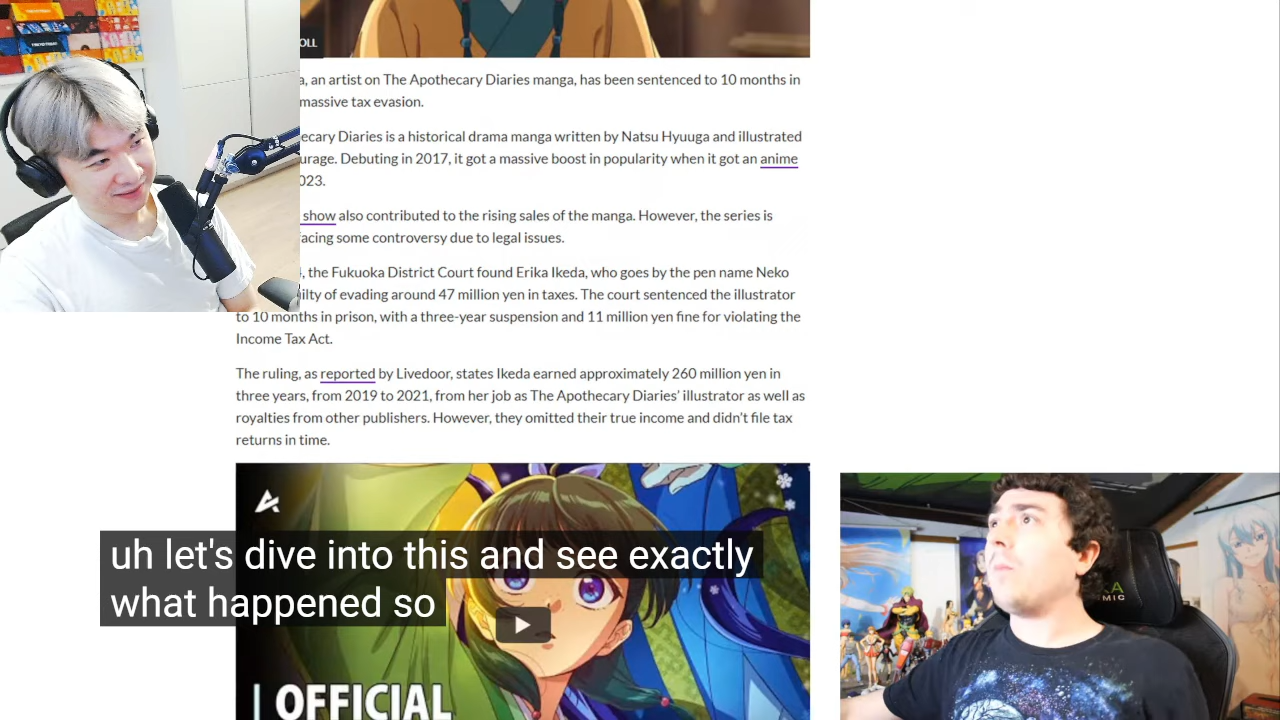 OLL
a, an artist on The Apothecary Diaries manga, has been sentenced to 10 months in
massive tax evasion.
ecary Diaries is a historical drama manga written by Natsu Hyuuga and illustrated
urage. Debuting in 2017, it got a massive boost in popularity when it got an anime
023.
show also contributed to the rising sales of the manga. However, the series is
acing some controversy due to legal issues.
, the Fukuoka District Court found Erika Ikeda, who goes by the pen name Neko
ilty of evading around 47 million yen in taxes. The court sentenced the illustrator
to 10 months in prison, with a three-year suspension and 11 million yen fine for violating the
Income Tax Act.
The ruling, as reported by Livedoor, states Ikeda earned approximately 260 million yen in
three years, from 2019 to 2021, from her job as The Apothecary Diaries’ illustrator as well as
royalties from other publishers. However, they omitted their true income and didn’t file tax
returns in time.
uh let's dive into this and see exactly
what happened so
OFFICIAL